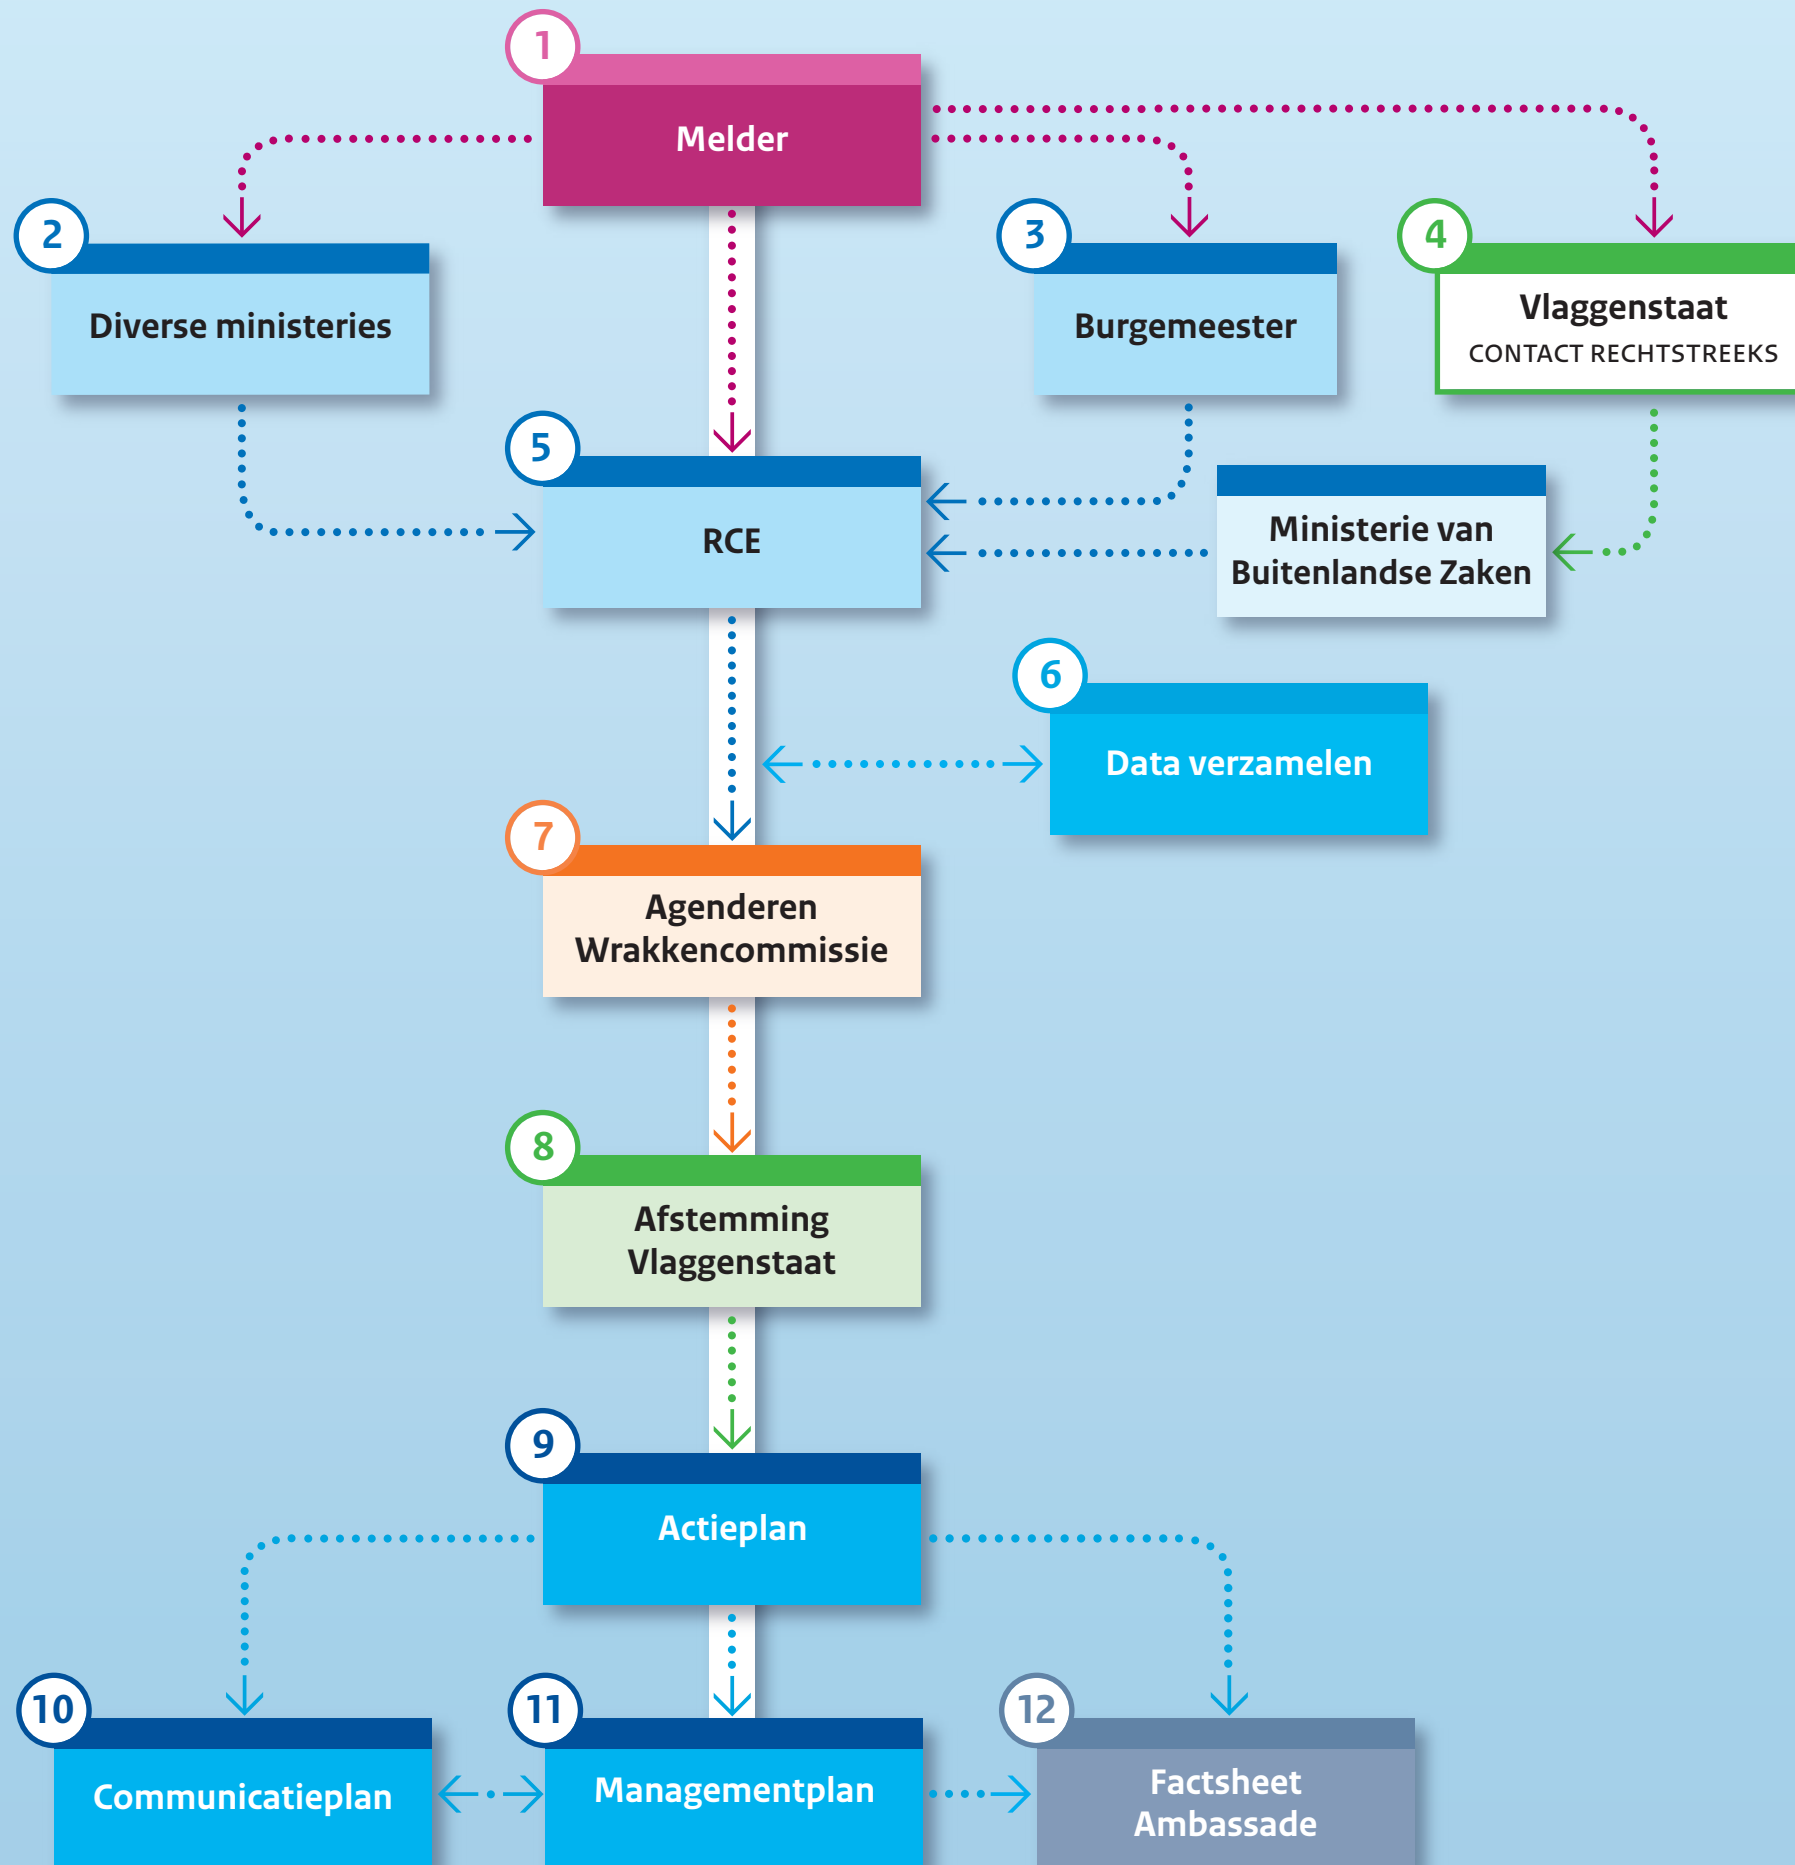 1
Melder
2
Diverse ministeries
3
Burgemeester
4
Vlaggenstaat
CONTACT RECHTSTREEKS
5
RCE
Ministerie van
Buitenlandse Zaken
6
Data verzamelen
7
Agenderen
Wrakkencommissie
8
Afstemming
Vlaggenstaat
9
Actieplan
10
Communicatieplan
11
Managementplan
12
Factsheet
Ambassade